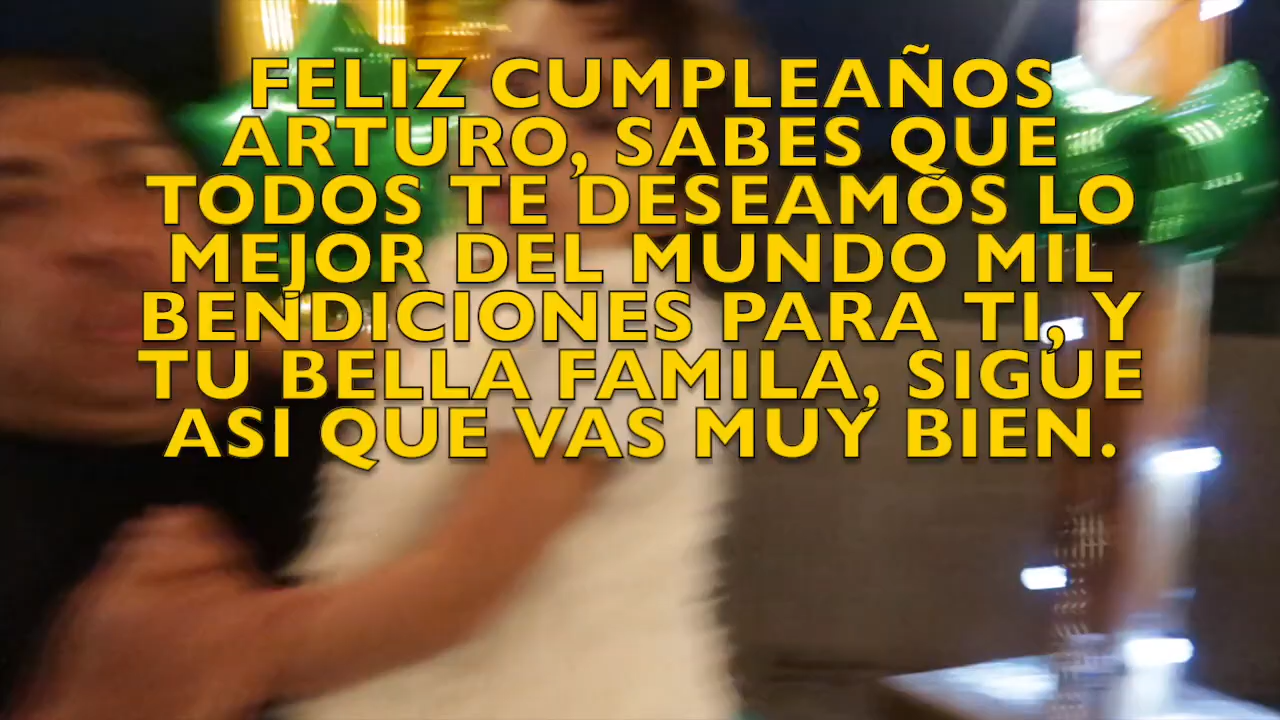 FELIZ CUMPLEAÑOS
ARTURO, SABES QUE
TODOS TE DESEAMOS LO
MEJOR DEL MUNDO MIL
BENDICIONES PARA TI, Y
TU BELLA FAMILA, SIGUE
ASI QUE VAS MUY BIEN.